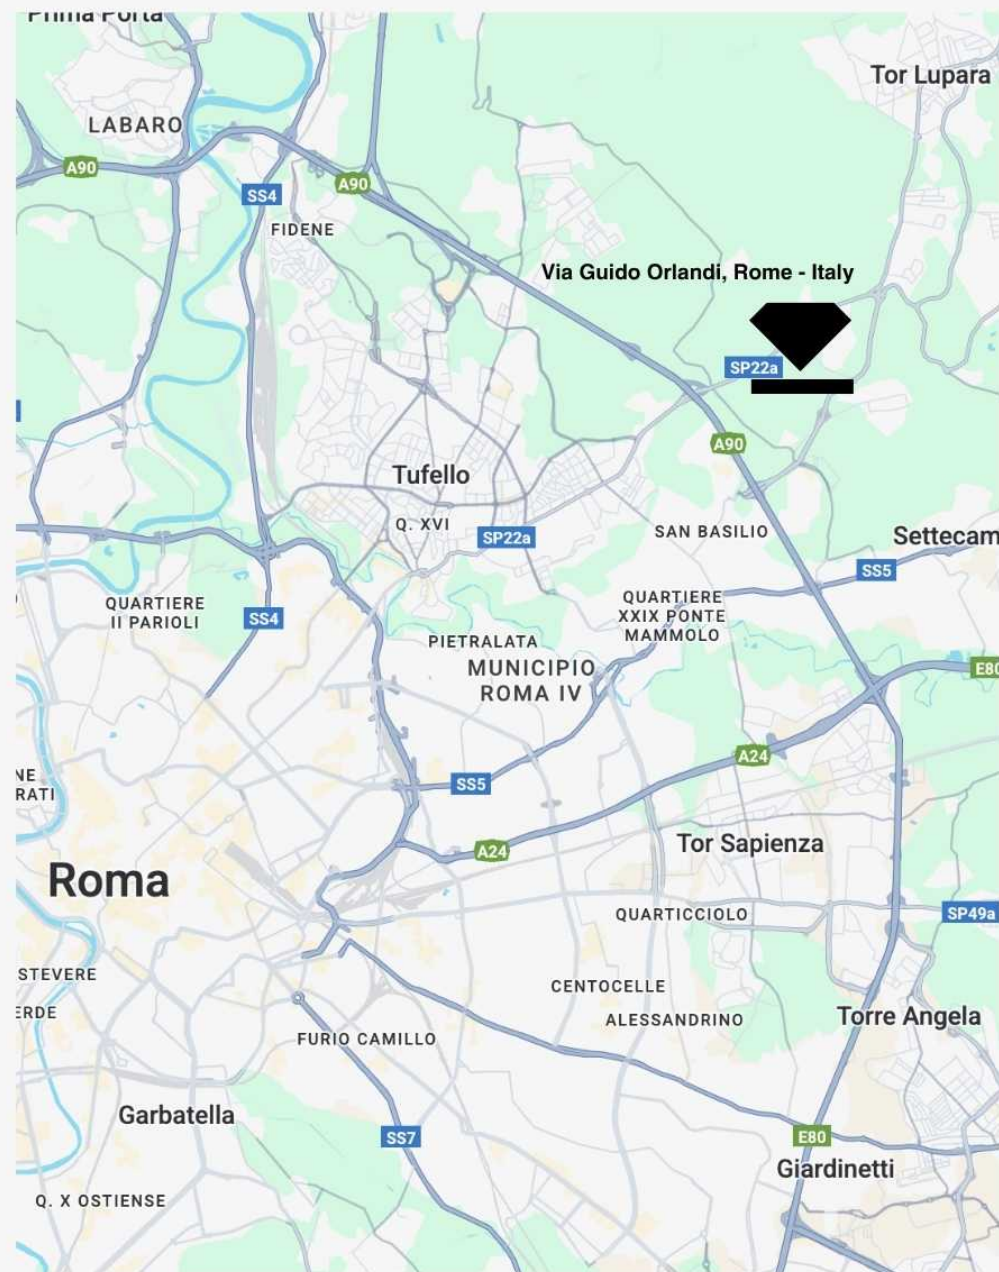 Prima Porta
Tor Lupara
LABARO
A90
A90
SS4
FIDENE
Via Guido Orlandi, Rome - Italy
SP22a
A90
Tufello
Q. XVI
SP22a
SAN BASILIO
Settecam
SS5
QUARTIERE
II PARIOLI
SS4
QUARTIERE
XXIX PONTE
MAMMOLO
PIETRALATA
MUNICIPIO
ROMA IV
E80
A24
SS5
NE
RATI
A24
Tor Sapienza
Roma
QUARTICCIOLO
SP49a
STEVERE
CENTOCELLE
ERDE
ALESSANDRINO
Torre Angela
FURIO CAMILLO
Garbatella
SS7
E80
Giardinetti
Q. X OSTIENSE